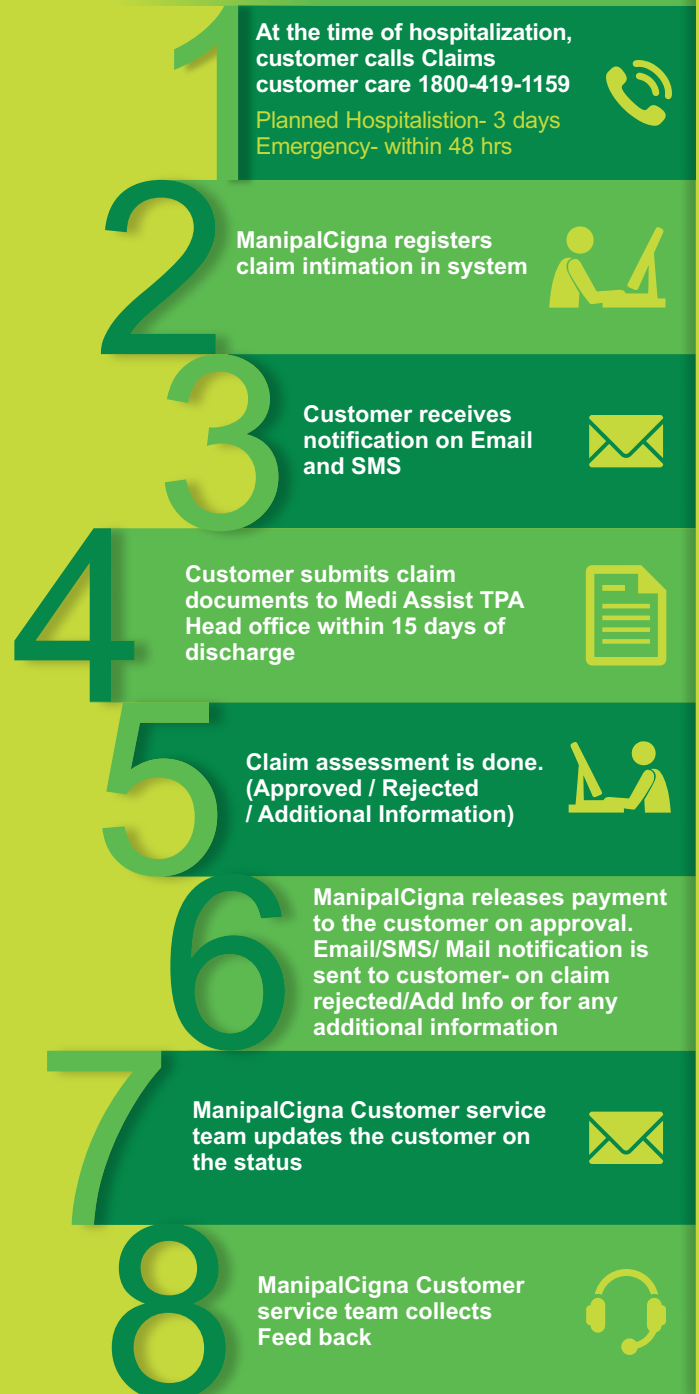 1
At the time of hospitalization,
customer calls Claims
customer care 1800-419-1159
Planned Hospitalistion- 3 days
Emergency- within 48 hrs
2
ManipalCigna registers
claim intimation in system
3
Customer receives
notification on Email
and SMS
4
Customer submits claim
documents to Medi Assist TPA
Head office within 15 days of
discharge
5
Claim assessment is done.
(Approved / Rejected
/ Additional Information)
6
ManipalCigna releases payment
to the customer on approval.
Email/SMS/ Mail notification is
sent to customer- on claim
rejected/Add Info or for any
additional information
7
ManipalCigna Customer service
team updates the customer on
the status
8
ManipalCigna Customer
service team collects
Feed back